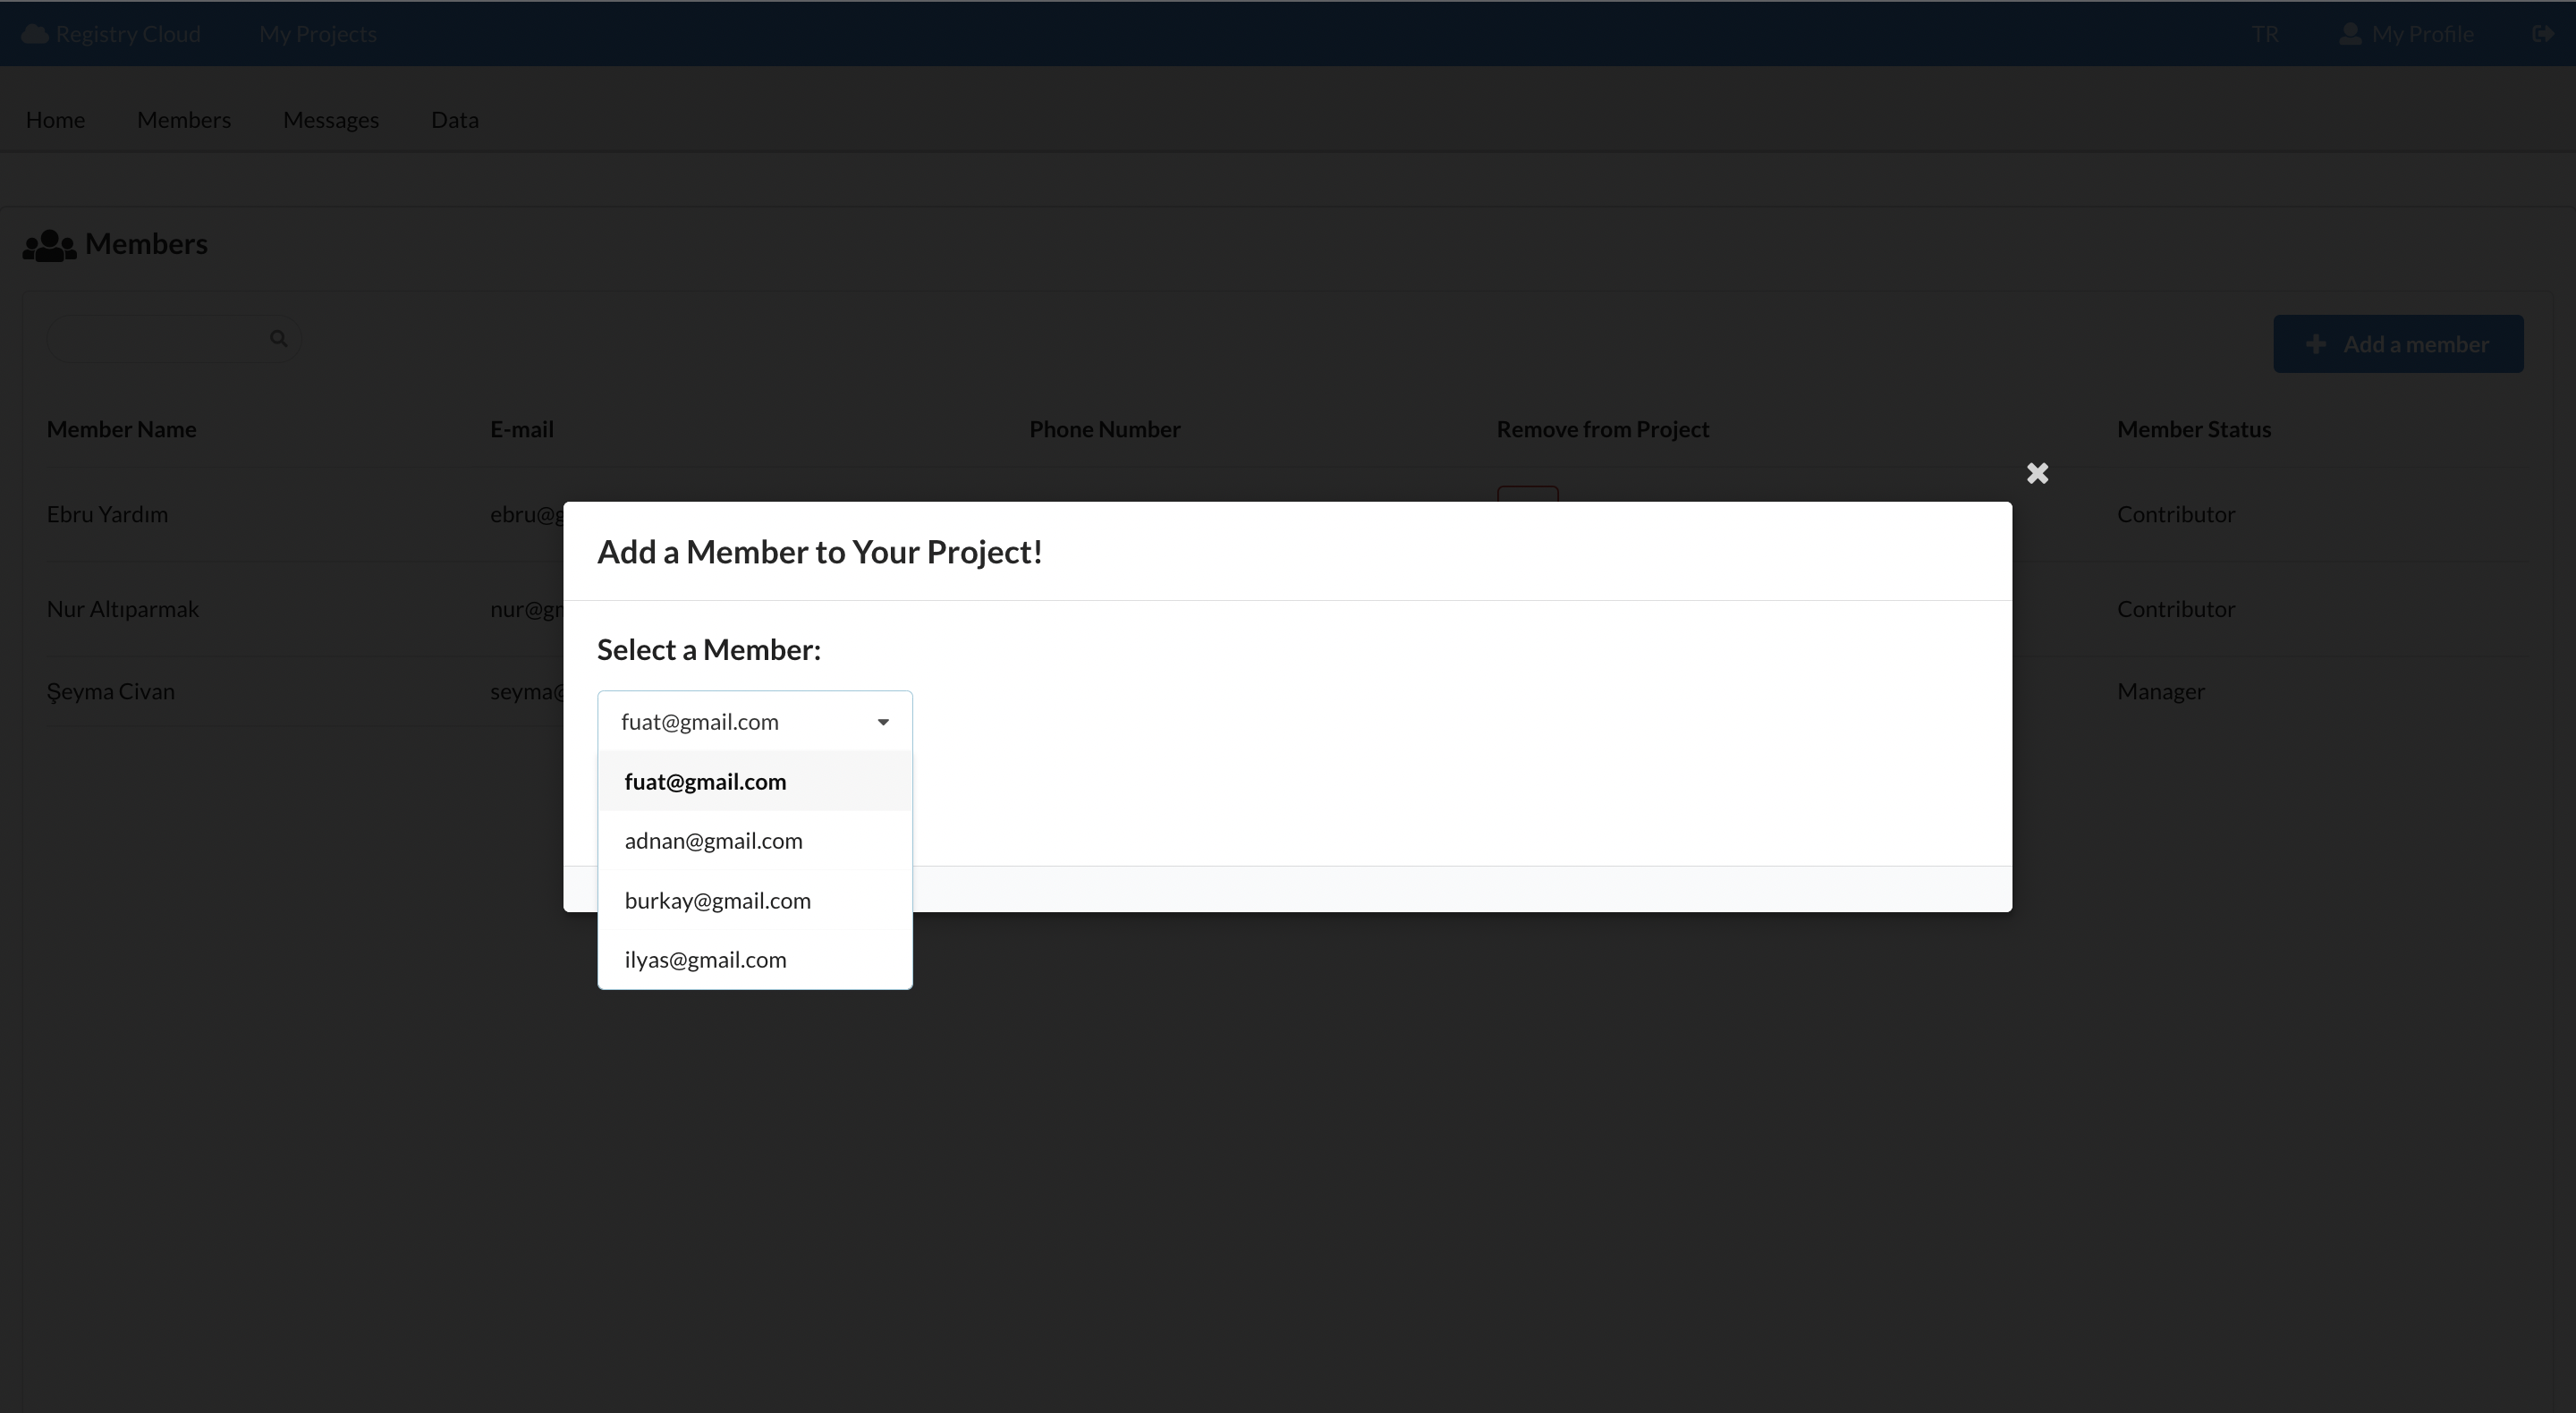 Registry Cloud My Projects TR My Profile
Home Members Messages Data
Members
Add a member
Member Name E-mail Phone Number Remove from Project Member Status
Ebru Yardım ebru@g Contributor
Add a Member to Your Project!
Nur Altıparmak nur@gr Contributor
Select a Member:
Şeyma Civan seyma@ Manager
fuat@gmail.com
fuat@gmail.com
adnan@gmail.com
burkay@gmail.com
ilyas@gmail.com